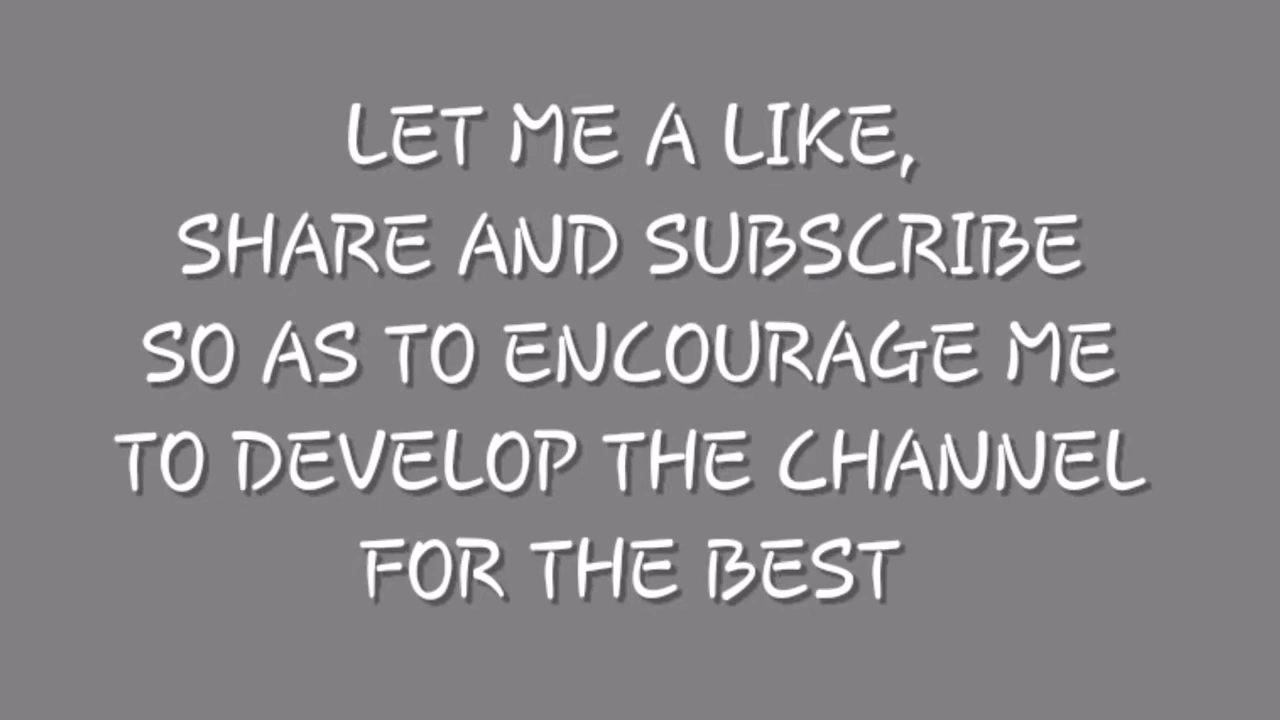 LET ME A LIKE,
SHARE AND SUBSCRIBE
SO AS TO ENCOURAGE ME
TO DEVELOP THE CHANNEL
FOR THE BEST